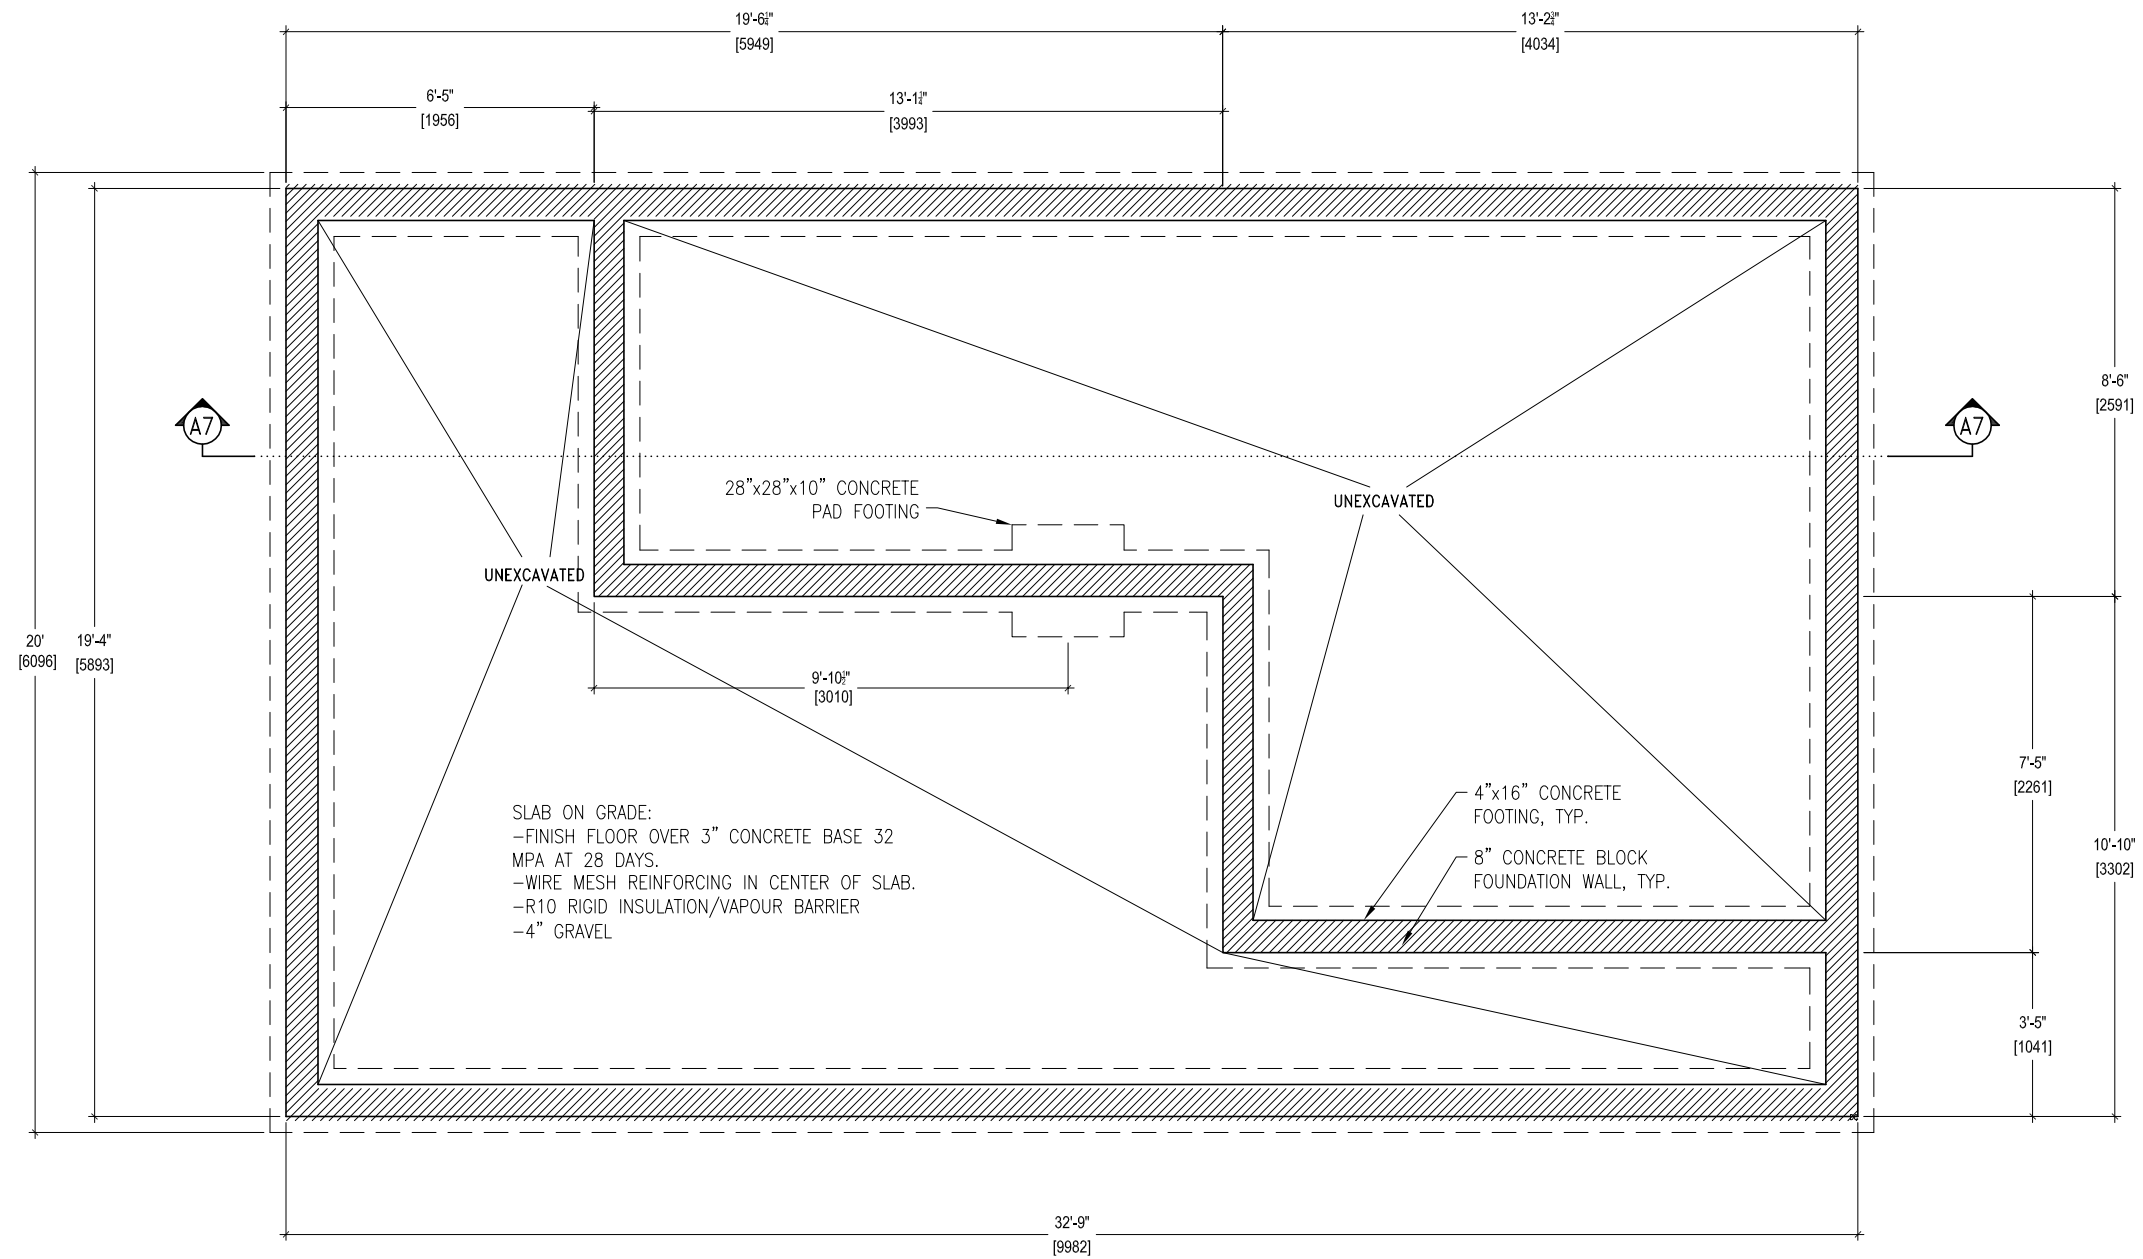 19'-6¼"
[5949]
13'-2¾"
[4034]
6'-5"
[1956]
13'-1¼"
[3993]
A7
A7
8'-6"
[2591]
28”x28”x10” CONCRETE
PAD FOOTING
UNEXCAVATED
UNEXCAVATED
20'
[6096]
19'-4"
[5893]
9'-10½"
[3010]
7'-5"
[2261]
10'-10"
[3302]
4”x16” CONCRETE
FOOTING, TYP.
8” CONCRETE BLOCK
FOUNDATION WALL, TYP.
SLAB ON GRADE:
-FINISH FLOOR OVER 3” CONCRETE BASE 32
MPA AT 28 DAYS.
-WIRE MESH REINFORCING IN CENTER OF SLAB.
-R10 RIGID INSULATION/VAPOUR BARRIER
-4” GRAVEL
3'-5"
[1041]
32'-9"
[9982]